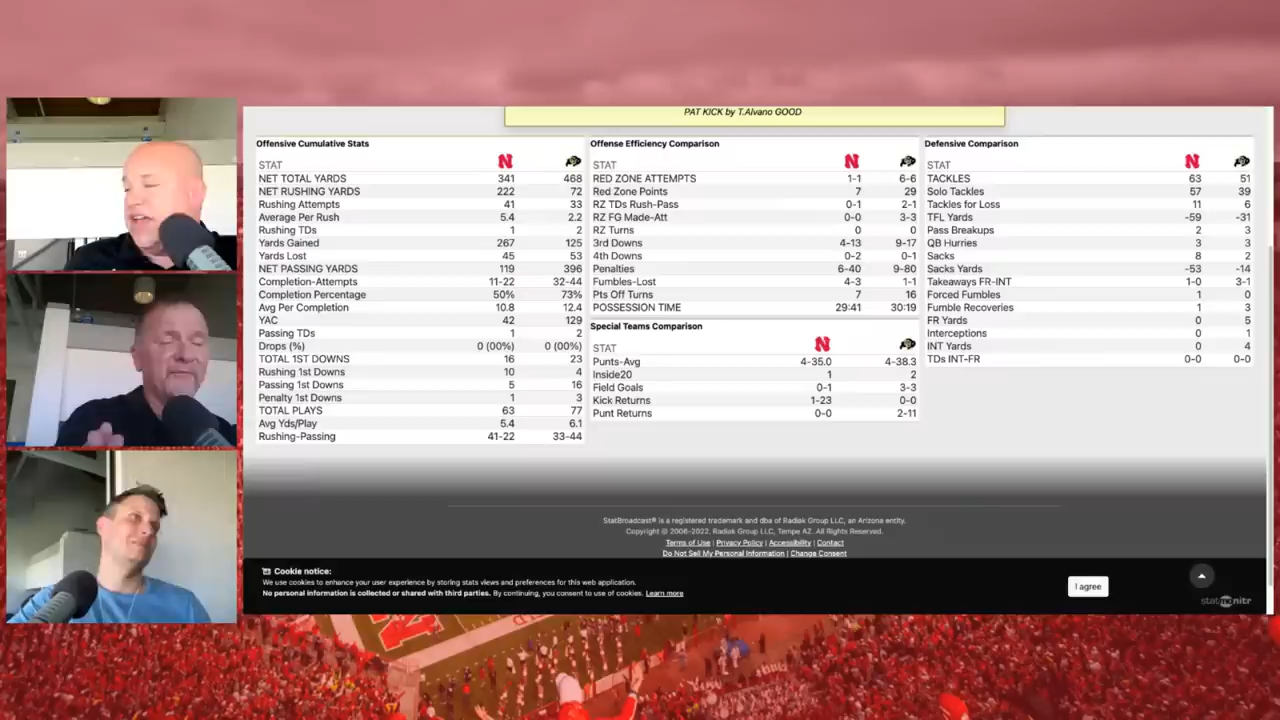 PAT KICK by T.Alvano GOOD
Offensive Cumulative Stats
STAT N
NET TOTAL YARDS 341 468
NET RUSHING YARDS 222 72
Rushing Attempts 41 33
Average Per Rush 5.4 2.2
Rushing TDs 1 2
Yards Gained 267 125
Yards Lost 45 53
NET PASSING YARDS 119 396
Completion-Attempts 11-22 32-44
Completion Percentage 50% 73%
Avg Per Completion 10.8 12.4
YAC 42 129
Passing TDs 1 2
Drops (%) 0 (00%) 0 (00%)
TOTAL 1ST DOWNS 16 23
Rushing 1st Downs 10 4
Passing 1st Downs 5 16
Penalty 1st Downs 1 3
TOTAL PLAYS 63 77
Avg Yds/Play 5.4 6.1
Rushing-Passing 41-22 33-44
Offense Efficiency Comparison
STAT N
RED ZONE ATTEMPTS 1-1 6-6
Red Zone Points 7 29
RZ TDs Rush-Pass 0-1 2-1
RZ FG Made-Att 0-0 3-3
RZ Turns 0 0
3rd Downs 4-13 9-17
4th Downs 0-2 0-1
Penalties 6-40 9-80
Fumbles-Lost 4-3 1-1
Pts Off Turns 7 16
POSSESSION TIME 29:41 30:19
Special Teams Comparison
STAT N
Punts-Avg 4-35.0 4-38.3
Inside20 1 2
Field Goals 0-1 3-3
Kick Returns 1-23 0-0
Punt Returns 0-0 2-11
Defensive Comparison
STAT N
TACKLES 63 51
Solo Tackles 57 39
Tackles for Loss 11 6
TFL Yards -59 -31
Pass Breakups 2 3
QB Hurries 3 3
Sacks 8 2
Sacks Yards -53 -14
Takeaways FR-INT 1-0 3-1
Forced Fumbles 1 0
Fumble Recoveries 1 3
FR Yards 0 5
Interceptions 0 1
INT Yards 0 4
TDs INT-FR 0-0 0-0
StatBroadcast® is a registered trademark and dba of Radiak Group LLC, an Arizona entity.
Copyright © 2006-2022, Radiak Group LLC, Tempe AZ. All Rights Reserved.
Terms of Use | Privacy Policy | Accessibility | Contact
Do Not Sell My Personal Information | Change Consent
Cookie notice:
We use cookies to enhance your user experience by storing stats views and preferences for this web application.
No personal information is collected or shared with third parties. By continuing, you consent to use of cookies. Learn more
I agree
statmonitr